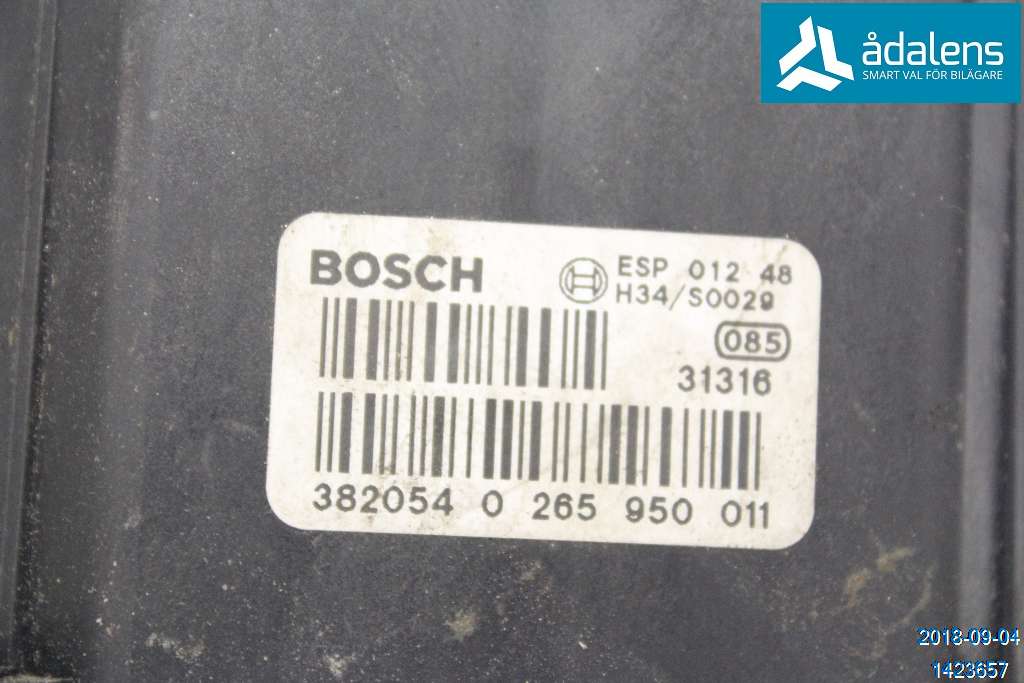 ådalens
SMART VAL FÖR BILÄGARE
BOSCH
ESP 012 48
H34/S0029
085
31316
382054 0 265 950 011
2018-09-04
1423657